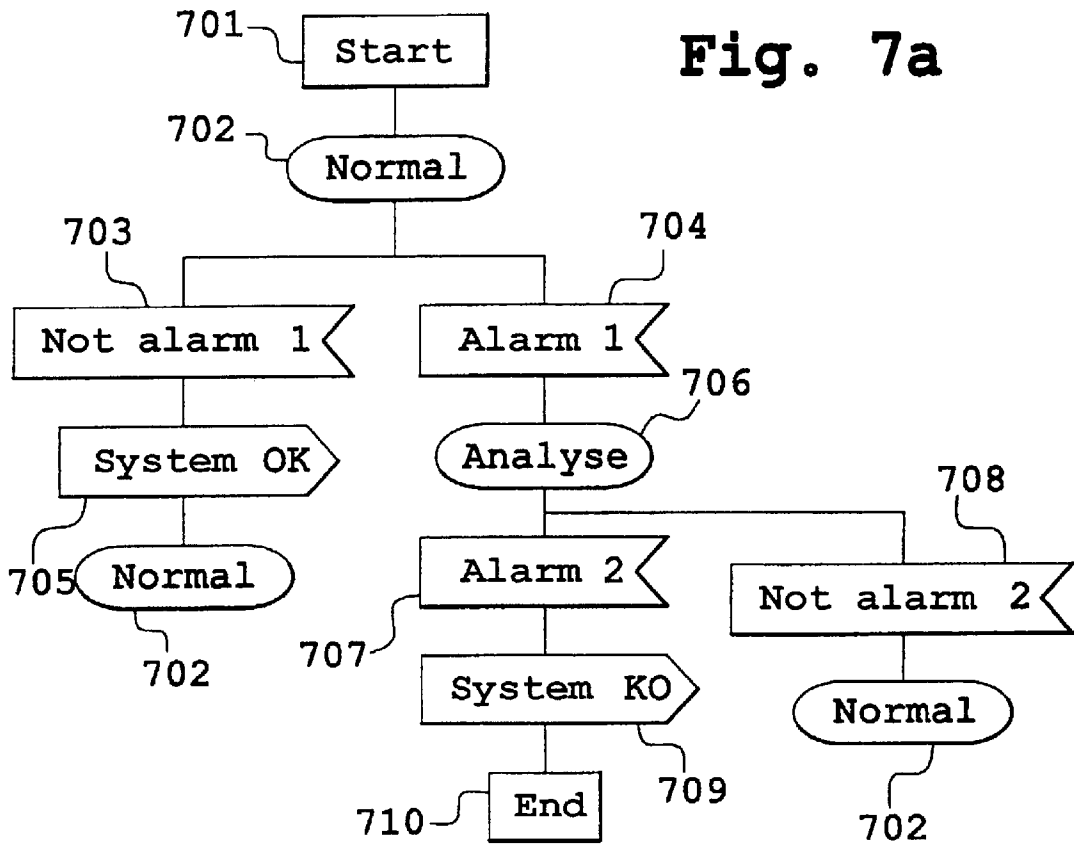 701
Start
Fig. 7a
702
Normal
703
704
Not alarm 1
Alarm 1
706
System OK
Analyse
708
705
Normal
Alarm 2
Not alarm 2
707
702
System KO
Normal
709
710
End
702